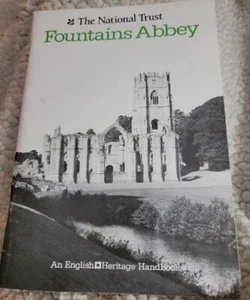 The National Trust
Fountains Abbey
An English Heritage Handbook